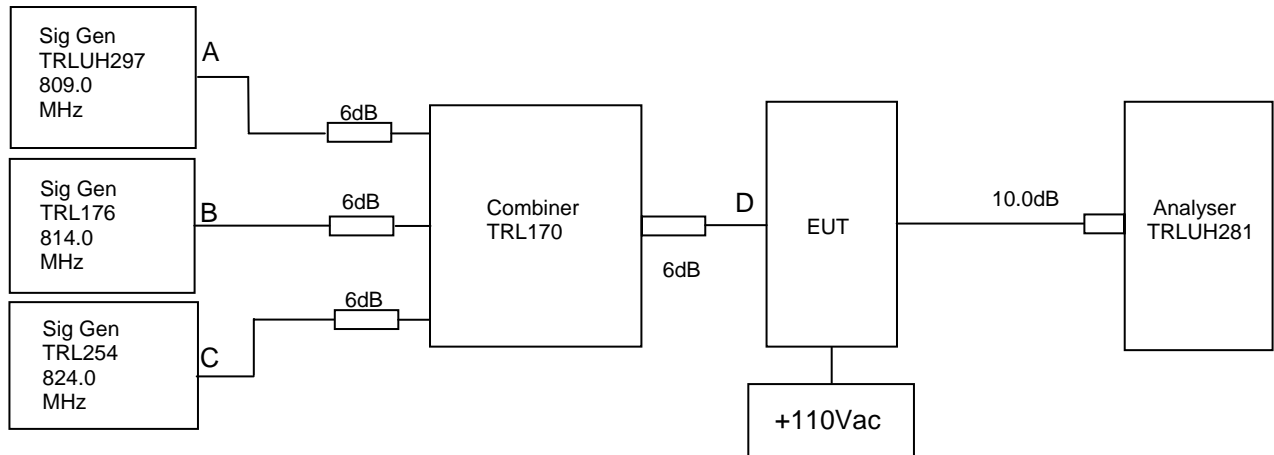 Sig Gen
TRLUH297
809.0
MHz
A
6dB
Sig Gen
TRL176
814.0
MHz
B
6dB
Sig Gen
TRL254
824.0
MHz
C
6dB
Combiner
TRL170
6dB
D
EUT
+110Vac
10.0dB
Analyser
TRLUH281